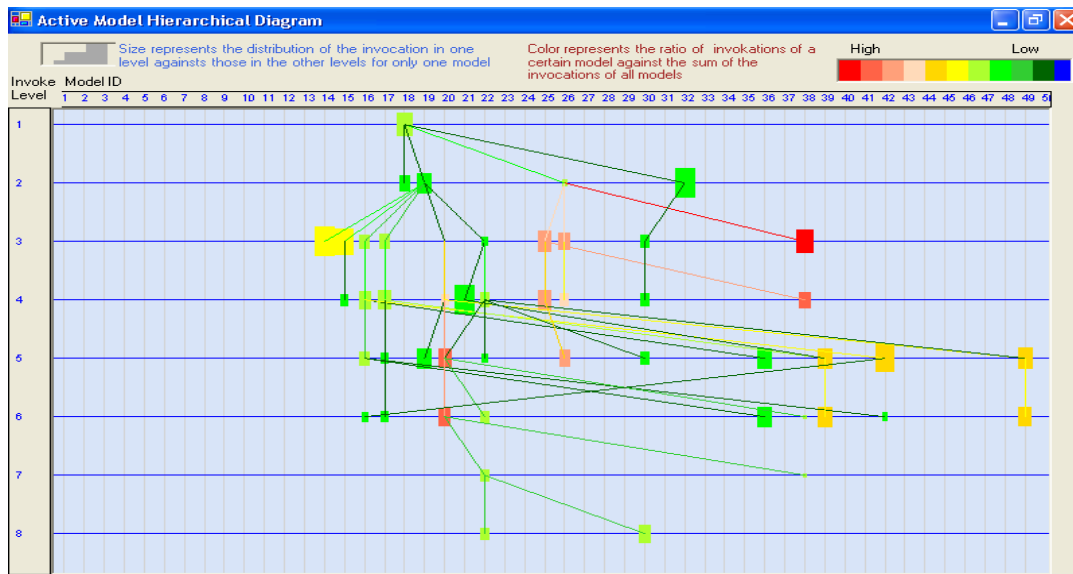 Active Model Hierarchical Diagram
Size represents the distribution of the invocation in one
level againsts those in the other levels for only one model
Color represents the ratio of invokations of a
certain model against the sum of the
invocations of all models
High Low
Invoke Model ID
Level
1 2 3 4 5 6 7 8 9 10 11 12 13 14 15 16 17 18 19 20 21 22 23 24 25 26 27 28 29 30 31 32 33 34 35 36 37 38 39 40 41 42 43 44 45 46 47 48 49
1
2
3
4
5
6
7
8